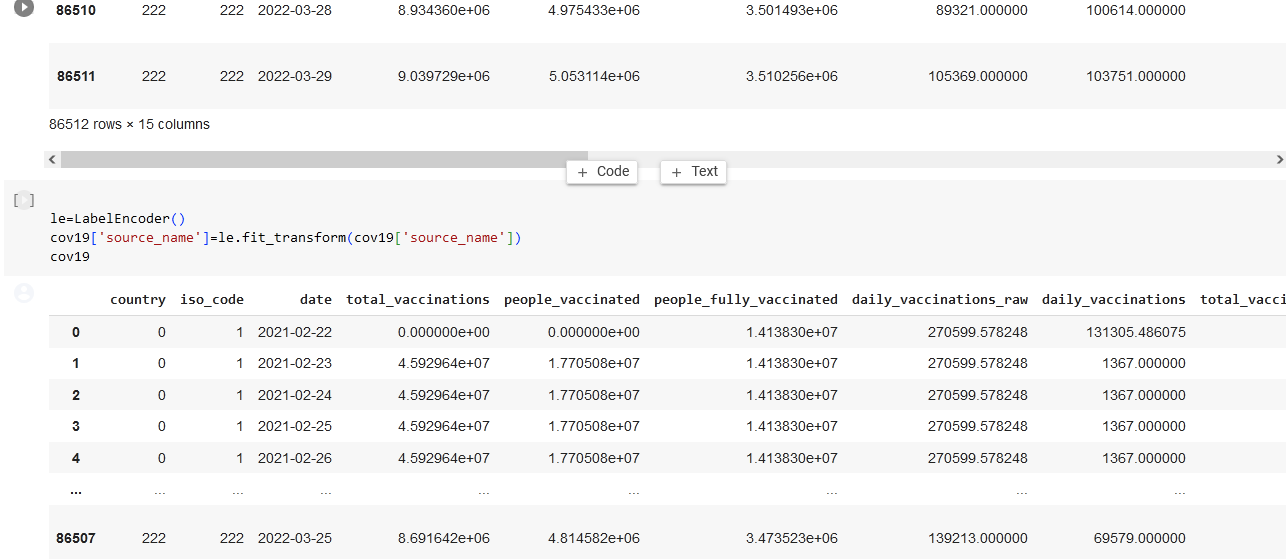 86510 222 222 2022-03-28 8.934360e+06 4.975433e+06 3.501493e+06 89321.000000 100614.000000
86511 222 222 2022-03-29 9.039729e+06 5.053114e+06 3.510256e+06 105369.000000 103751.000000
86512 rows × 15 columns
+ Code + Text
[ ]
le=LabelEncoder()
cov19['source_name']=le.fit_transform(cov19['source_name'])
cov19
country iso_code date total_vaccinations people_vaccinated people_fully_vaccinated daily_vaccinations_raw daily_vaccinations total_vacci
0 0 1 2021-02-22 0.000000e+00 0.000000e+00 1.413830e+07 270599.578248 131305.486075
1 0 1 2021-02-23 4.592964e+07 1.770508e+07 1.413830e+07 270599.578248 1367.000000
2 0 1 2021-02-24 4.592964e+07 1.770508e+07 1.413830e+07 270599.578248 1367.000000
3 0 1 2021-02-25 4.592964e+07 1.770508e+07 1.413830e+07 270599.578248 1367.000000
4 0 1 2021-02-26 4.592964e+07 1.770508e+07 1.413830e+07 270599.578248 1367.000000
... ... ... ... ... ... ... ... ...
86507 222 222 2022-03-25 8.691642e+06 4.814582e+06 3.473523e+06 139213.000000 69579.000000